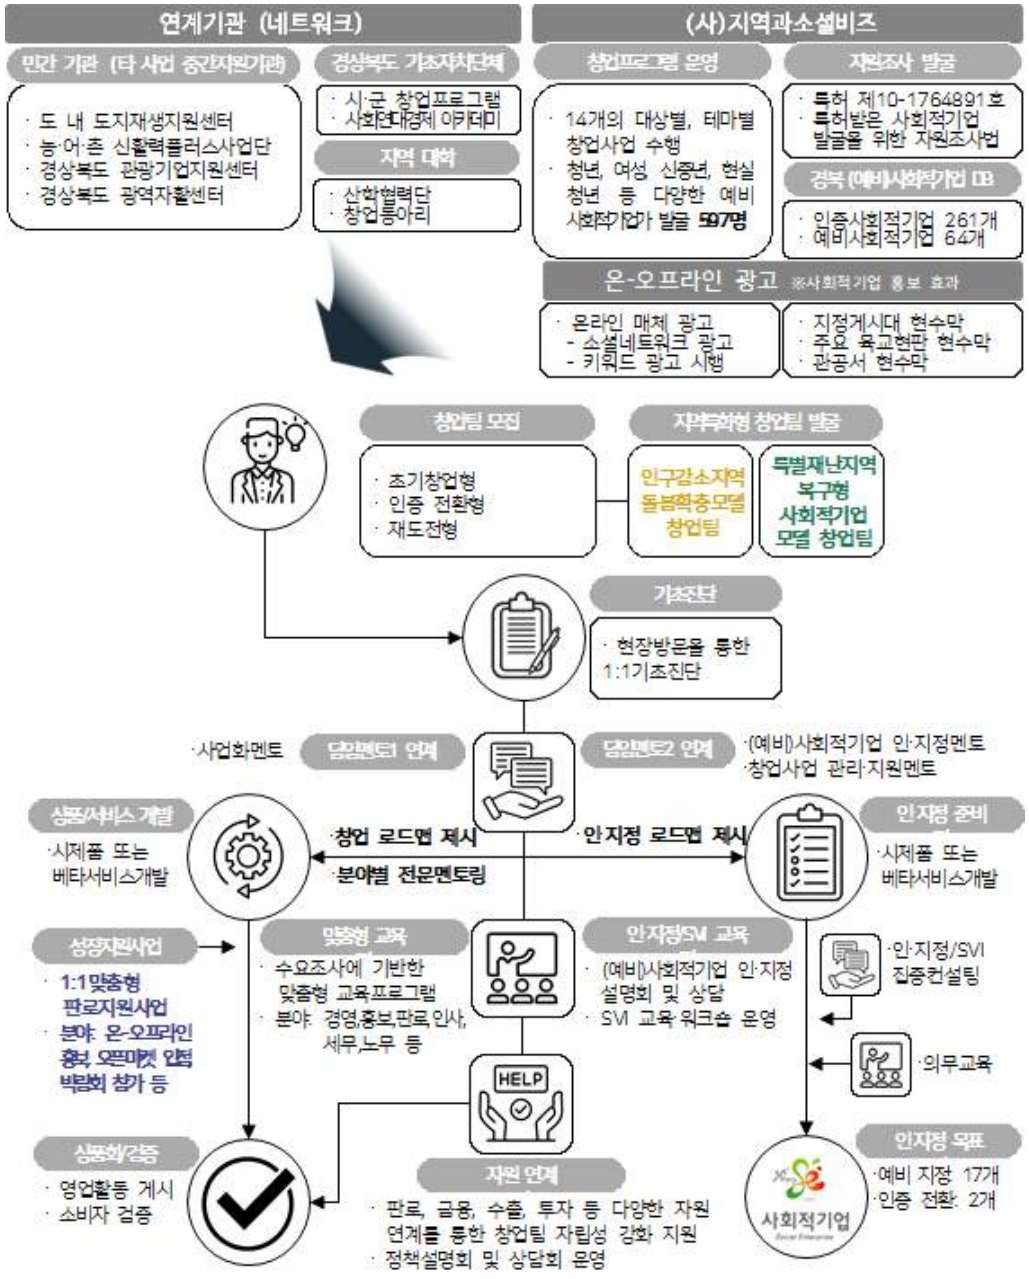 연계기관 (네트워크)
민간 기관 (타 사업 중간지원기관)
· 도 내 도지재생지원센터
· 농·어·촌 신활력플러스사업단
· 경상북도 관광기업지원센터
· 경상북도 광역자활센터
경상북도 기초자치단체
· 시·군 창업프로그램
· 사회연대경제 아카데미
지역 대학
· 산학협력단
· 창업동아리
(사)지역과소셜비즈
창업프로그램 운영
· 14개의 대상별, 테마별
창업사업 수행
· 청년, 여성, 신중년, 현실
청년 등 다양한 예비
사회적기업가 발굴 597명
자원조사 발굴
· 특허 제10-1764891호
· 특허받은 사회적기업
발굴을 위한 자원조사법
경북 (예비)사회적기업 DB
· 인증사회적기업 261개
· 예비사회적기업 64개
온-오프라인 광고 ※사회적기업 홍보 효과
· 온라인 매체 광고
- 소셜네트워크 광고
- 키워드 광고 시행
· 지정게시대 현수막
· 주요 육교현판 현수막
· 관공서 현수막
창업팀 모집
· 초기창업형
· 인증 전환형
· 재도전형
지역특화형 창업팀 발굴
인구감소지역
돌봄확충모델
창업팀
특별재난지역
복구형
사회적기업
모델 창업팀
기초진단
· 현장방문을 통한
1:1기초진단
·사업화멘토
담임멘토1 연계
담임멘토2 연계
·(예비)사회적기업 인·지정멘토
·창업사업 관리·지원멘토
상품/서비스 개발
·시제품 또는
베타서비스개발
·창업 로드맵 제시
·분야별 전문멘토링
·인·지정 로드맵 제시
인·지정 준비
·시제품 또는
베타서비스개발
성장지원사업
· 1:1맞춤형
판로지원사업
· 분야: 온-오프라인
홍보, 오픈마켓 입점,
박람회 참가 등
맞춤형 교육
· 수요조사에 기반한
맞춤형 교육프로그램
· 분야: 경영,홍보,판로,인사,
세무,노무 등
인·지정/SVI 교육
· (예비)사회적기업 인·지정
설명회 및 상담
· SVI 교육·워크숍 운영
·인·지정/SVI
집중컨설팅
·의무교육
HELP
상품화/검증
· 영업활동 게시
· 소비자 검증
자원 연계
· 판로, 금융, 수출, 투자 등 다양한 자원
연계를 통한 창업팀 자립성 강화 지원
· 정책설명회 및 상담회 운영
사회적기업
Social Enterprise
인·지정 목표
·예비 지정: 17개
·인증 전환: 2개